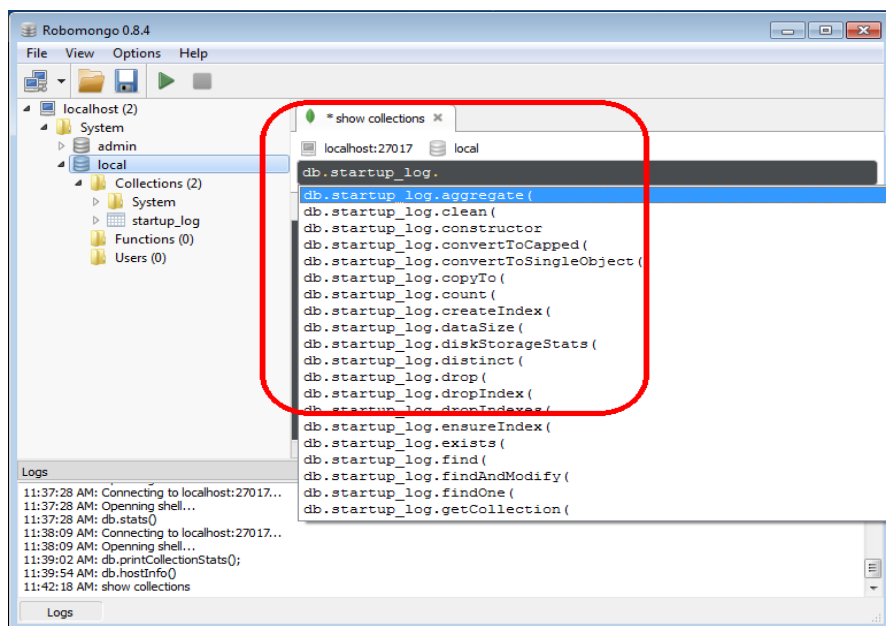 Robomongo 0.8.4
File View Options Help
localhost (2)
System
admin
local
Collections (2)
System
startup_log
Functions (0)
Users (0)
* show collections
localhost:27017 local
db.startup_log.
db.startup_log.aggregate(
db.startup_log.clean(
db.startup_log.constructor
db.startup_log.convertToCapped(
db.startup_log.convertToSingleObject(
db.startup_log.copyTo(
db.startup_log.count(
db.startup_log.createIndex(
db.startup_log.dataSize(
db.startup_log.diskStorageStats(
db.startup_log.distinct(
db.startup_log.drop(
db.startup_log.dropIndex(
db.startup_log.dropIndexes(
db.startup_log.ensureIndex(
db.startup_log.exists(
db.startup_log.find(
db.startup_log.findAndModify(
db.startup_log.findOne(
db.startup_log.getCollection(
Logs
11:37:28 AM: Connecting to localhost:27017...
11:37:28 AM: Openning shell...
11:37:28 AM: db.stats()
11:38:09 AM: Connecting to localhost:27017...
11:38:09 AM: Openning shell...
11:39:02 AM: db.printCollectionStats();
11:39:54 AM: db.hostInfo()
11:42:18 AM: show collections
Logs